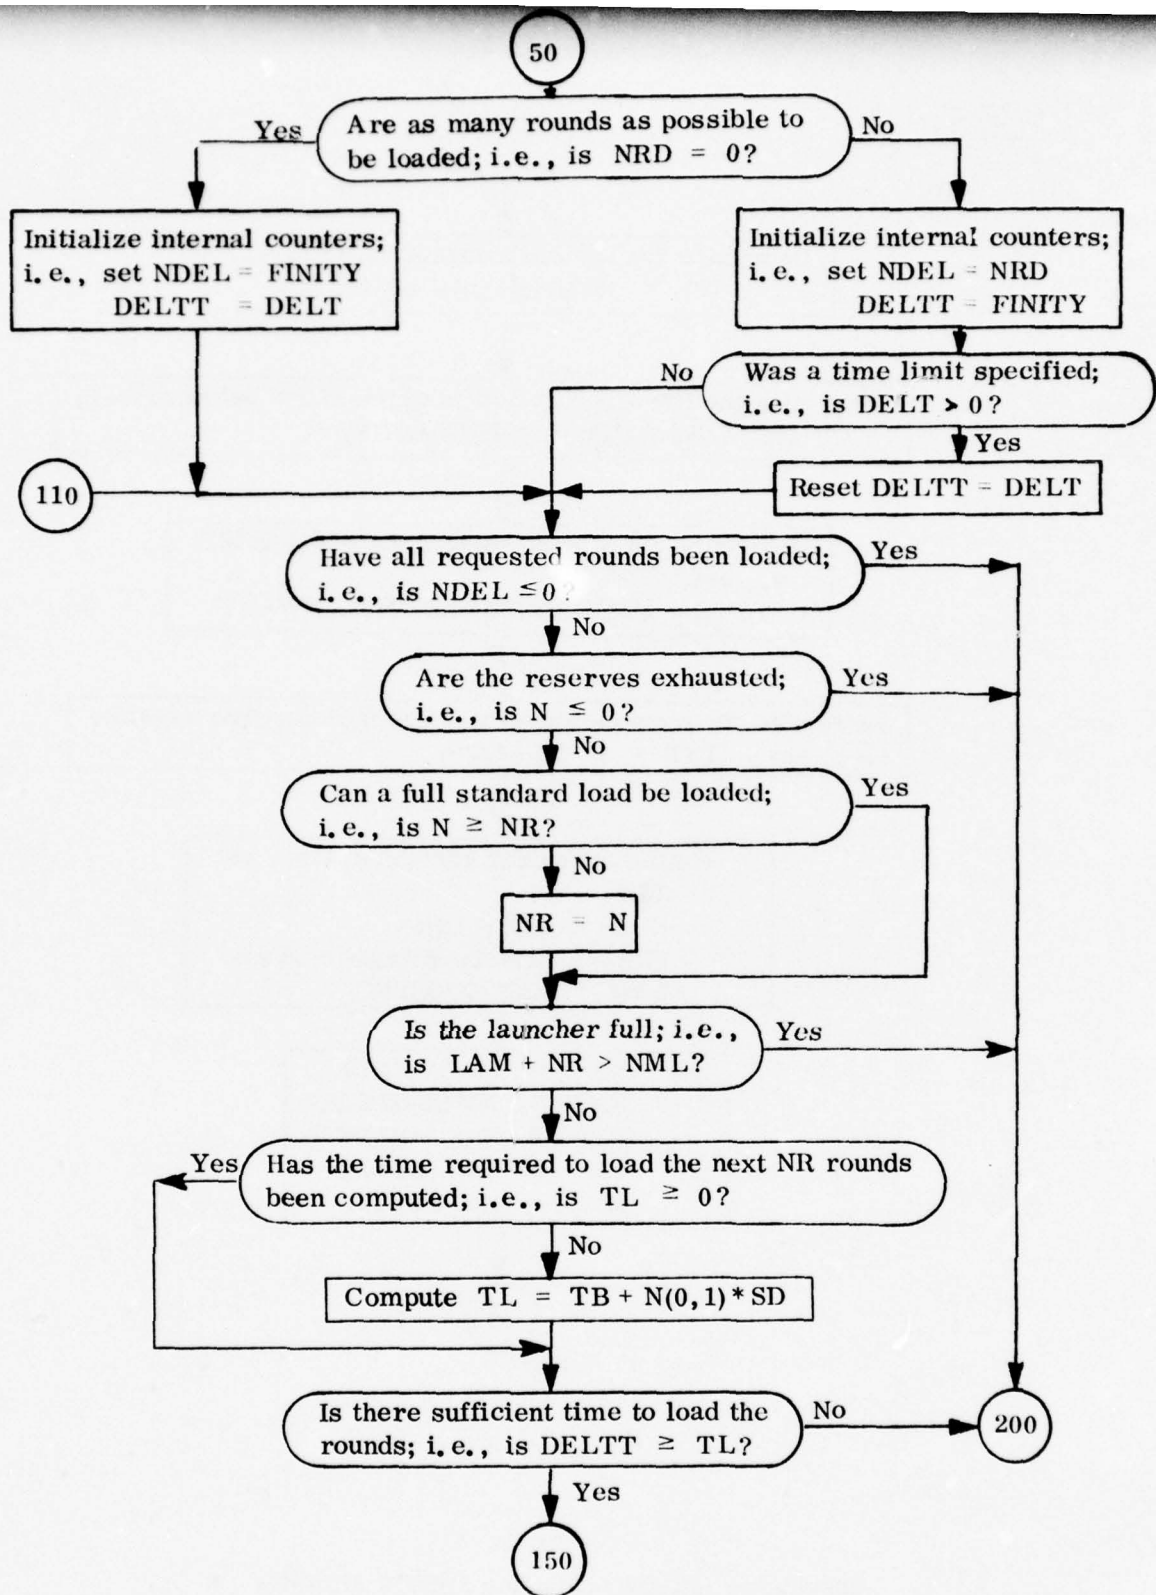 50
Are as many rounds as possible to
be loaded; i.e., is NRD = 0?
Yes
No
Initialize internal counters;
i.e., set NDEL = FINITY
DELTT = DELT
Initialize internal counters;
i.e., set NDEL = NRD
DELTT = FINITY
No
Was a time limit specified;
i.e., is DELT > 0?
Yes
110
Reset DELTT = DELT
Have all requested rounds been loaded;
i.e., is NDEL ≤ 0?
Yes
No
Are the reserves exhausted;
i.e., is N ≤ 0?
Yes
No
Can a full standard load be loaded;
i.e., is N ≥ NR?
Yes
No
NR = N
Is the launcher full; i.e.,
is LAM + NR > NML?
Yes
No
Yes
Has the time required to load the next NR rounds
been computed; i.e., is TL ≥ 0?
No
Compute TL = TB + N(0,1)*SD
Is there sufficient time to load the
rounds; i.e., is DELTT ≥ TL?
No
200
Yes
150